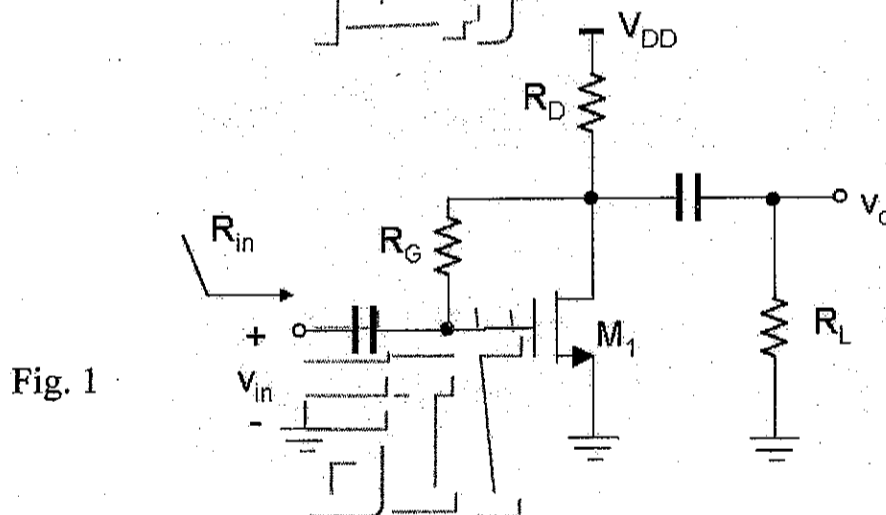 V_DD
R_D
R_in
R_G
+
v_in
-
M_1
R_L
Fig. 1